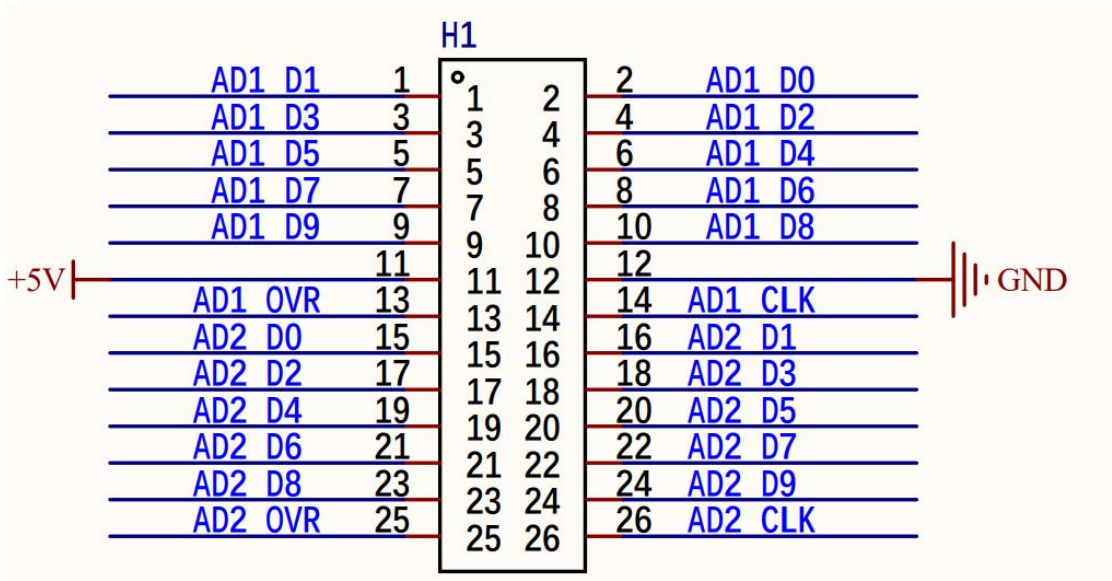 H1
AD1 D1 1 1 2 2 AD1 D0
AD1 D3 3 3 4 4 AD1 D2
AD1 D5 5 5 6 6 AD1 D4
AD1 D7 7 7 8 8 AD1 D6
AD1 D9 9 9 10 10 AD1 D8
+5V 11 11 12 12 GND
AD1 OVR 13 13 14 14 AD1 CLK
AD2 D0 15 15 16 16 AD2 D1
AD2 D2 17 17 18 18 AD2 D3
AD2 D4 19 19 20 20 AD2 D5
AD2 D6 21 21 22 22 AD2 D7
AD2 D8 23 23 24 24 AD2 D9
AD2 OVR 25 25 26 26 AD2 CLK